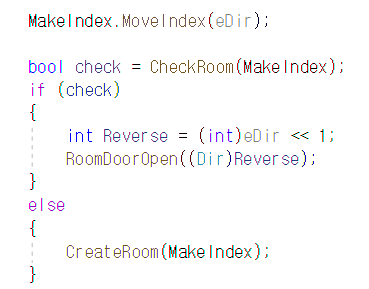 MakeIndex.MoveIndex(eDir);
bool check = CheckRoom(MakeIndex);
if (check)
{
int Reverse = (int)eDir << 1;
RoomDoorOpen((Dir)Reverse);
}
else
{
CreateRoom(MakeIndex);
}